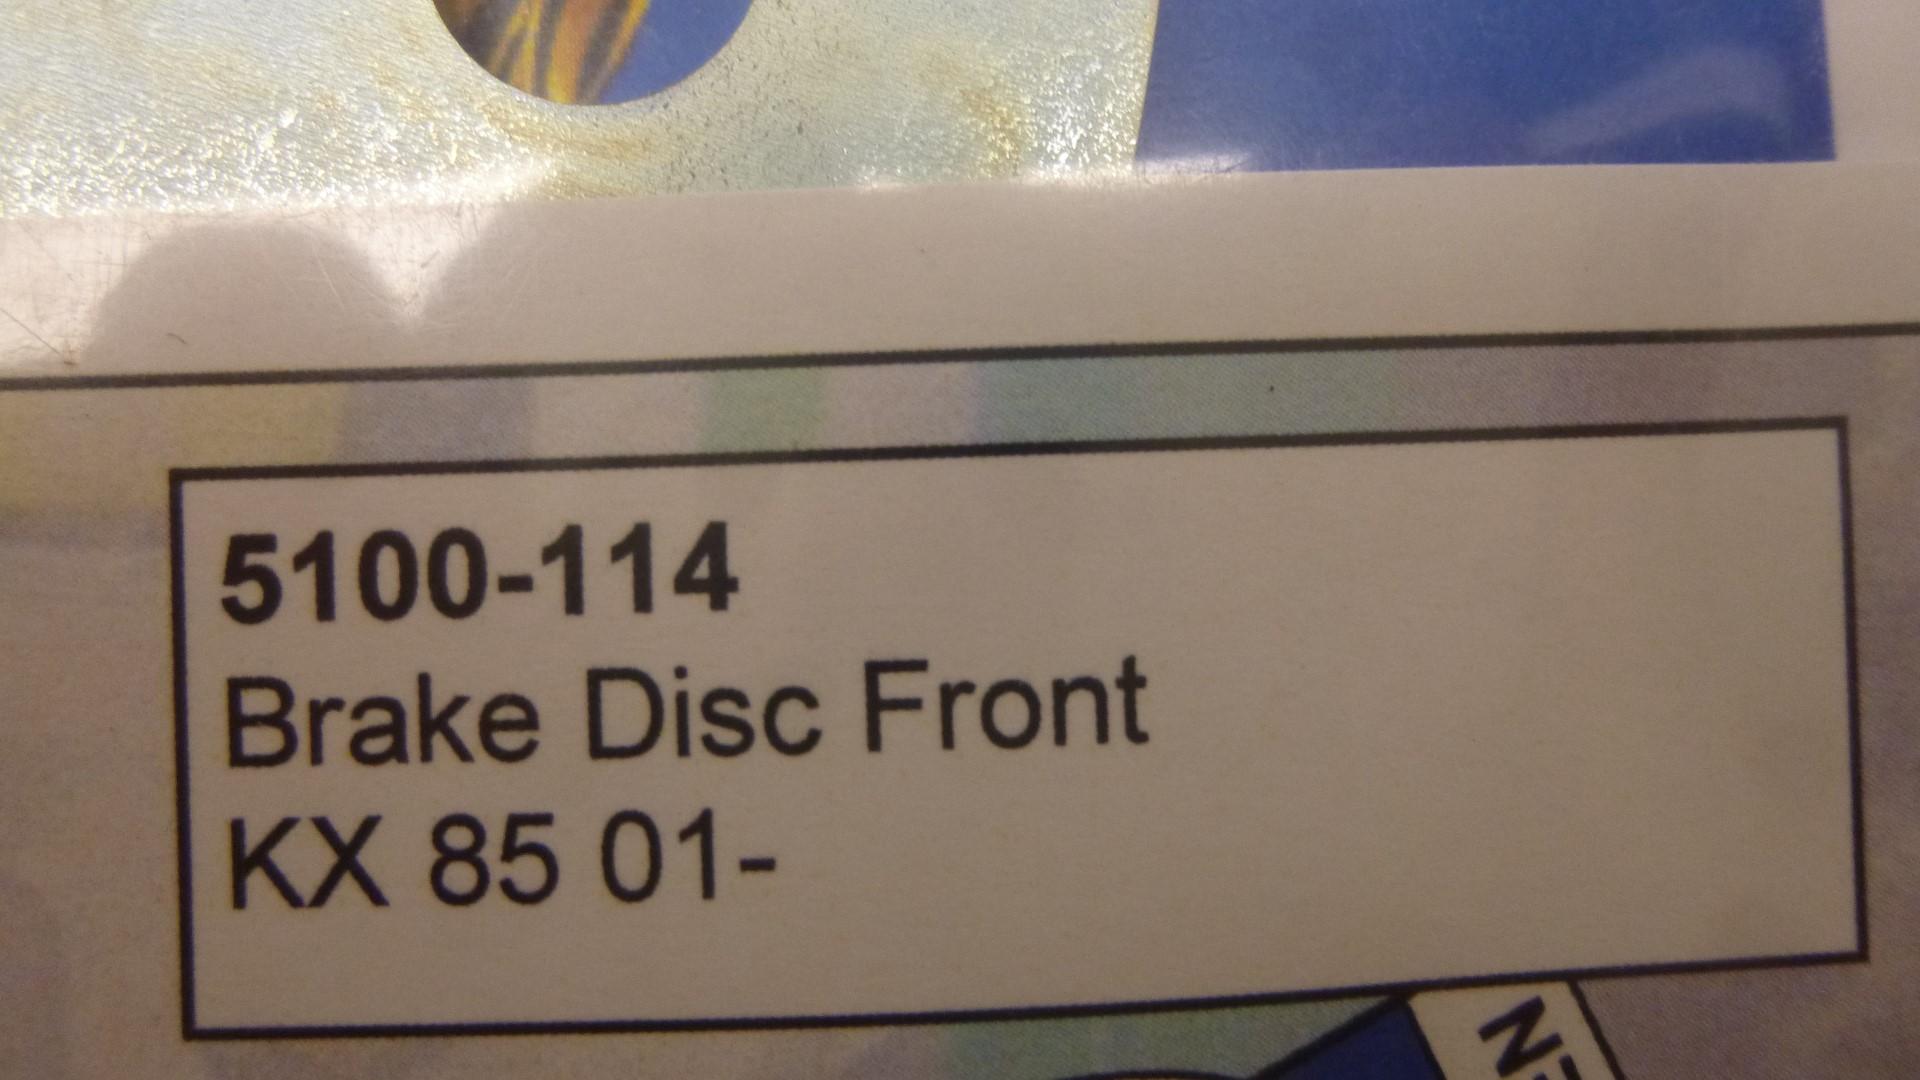 5100-114
Brake Disc Front
KX 85 01-